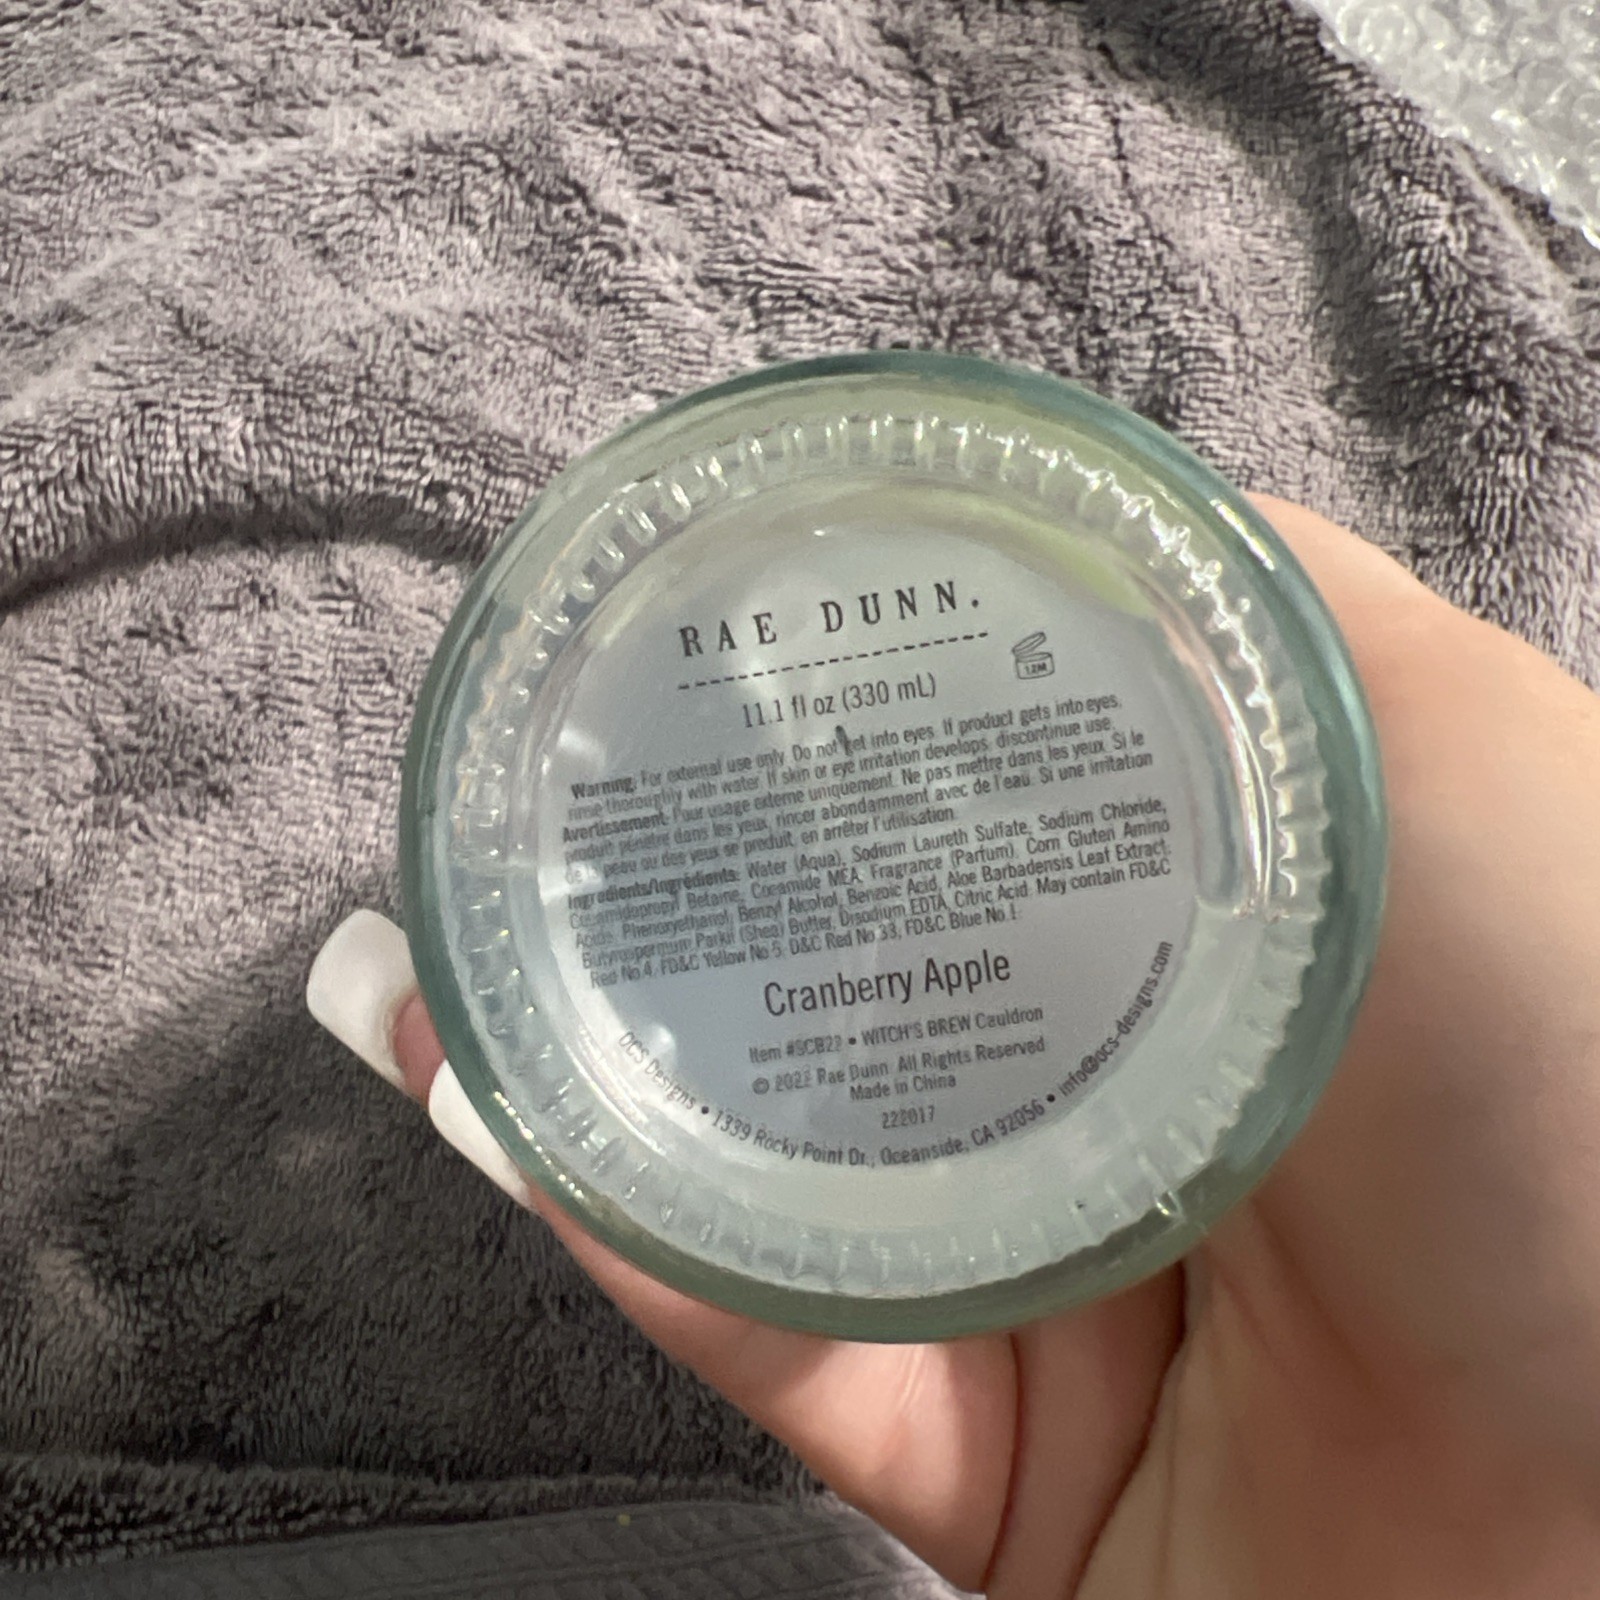 RAE DUNN.
12M
11.1 fl oz (330 mL)
Warning: For external use only. Do not get into eyes. If product gets into eyes,
rinse thoroughly with water. If skin or eye irritation develops, discontinue use.
Avertissement: Pour usage externe uniquement. Ne pas mettre dans les yeux. Si le
produit pénètre dans les yeux, rincer abondamment avec de l'eau. Si une irritation
de la peau ou des yeux se produit, en arrêter l'utilisation.
Ingredients/Ingrédients: Water (Aqua), Sodium Laureth Sulfate, Sodium Chloride,
Cocamidopropyl Betaine, Cocamide MEA, Fragrance (Parfum), Corn Gluten Amino
Acids, Phenoxyethanol, Benzyl Alcohol, Benzoic Acid, Aloe Barbadensis Leaf Extract,
Butyrospermum Parkii (Shea) Butter, Disodium EDTA, Citric Acid. May contain FD&C
Red No.4, FD&C Yellow No.5, D&C Red No.33, FD&C Blue No.1.
Cranberry Apple
Item #SCB22 • WITCH'S BREW Cauldron
© 2022 Rae Dunn. All Rights Reserved
Made in China
222017
OCS Designs • 1339 Rocky Point Dr., Oceanside, CA 92056 • info@ocs-designs.com